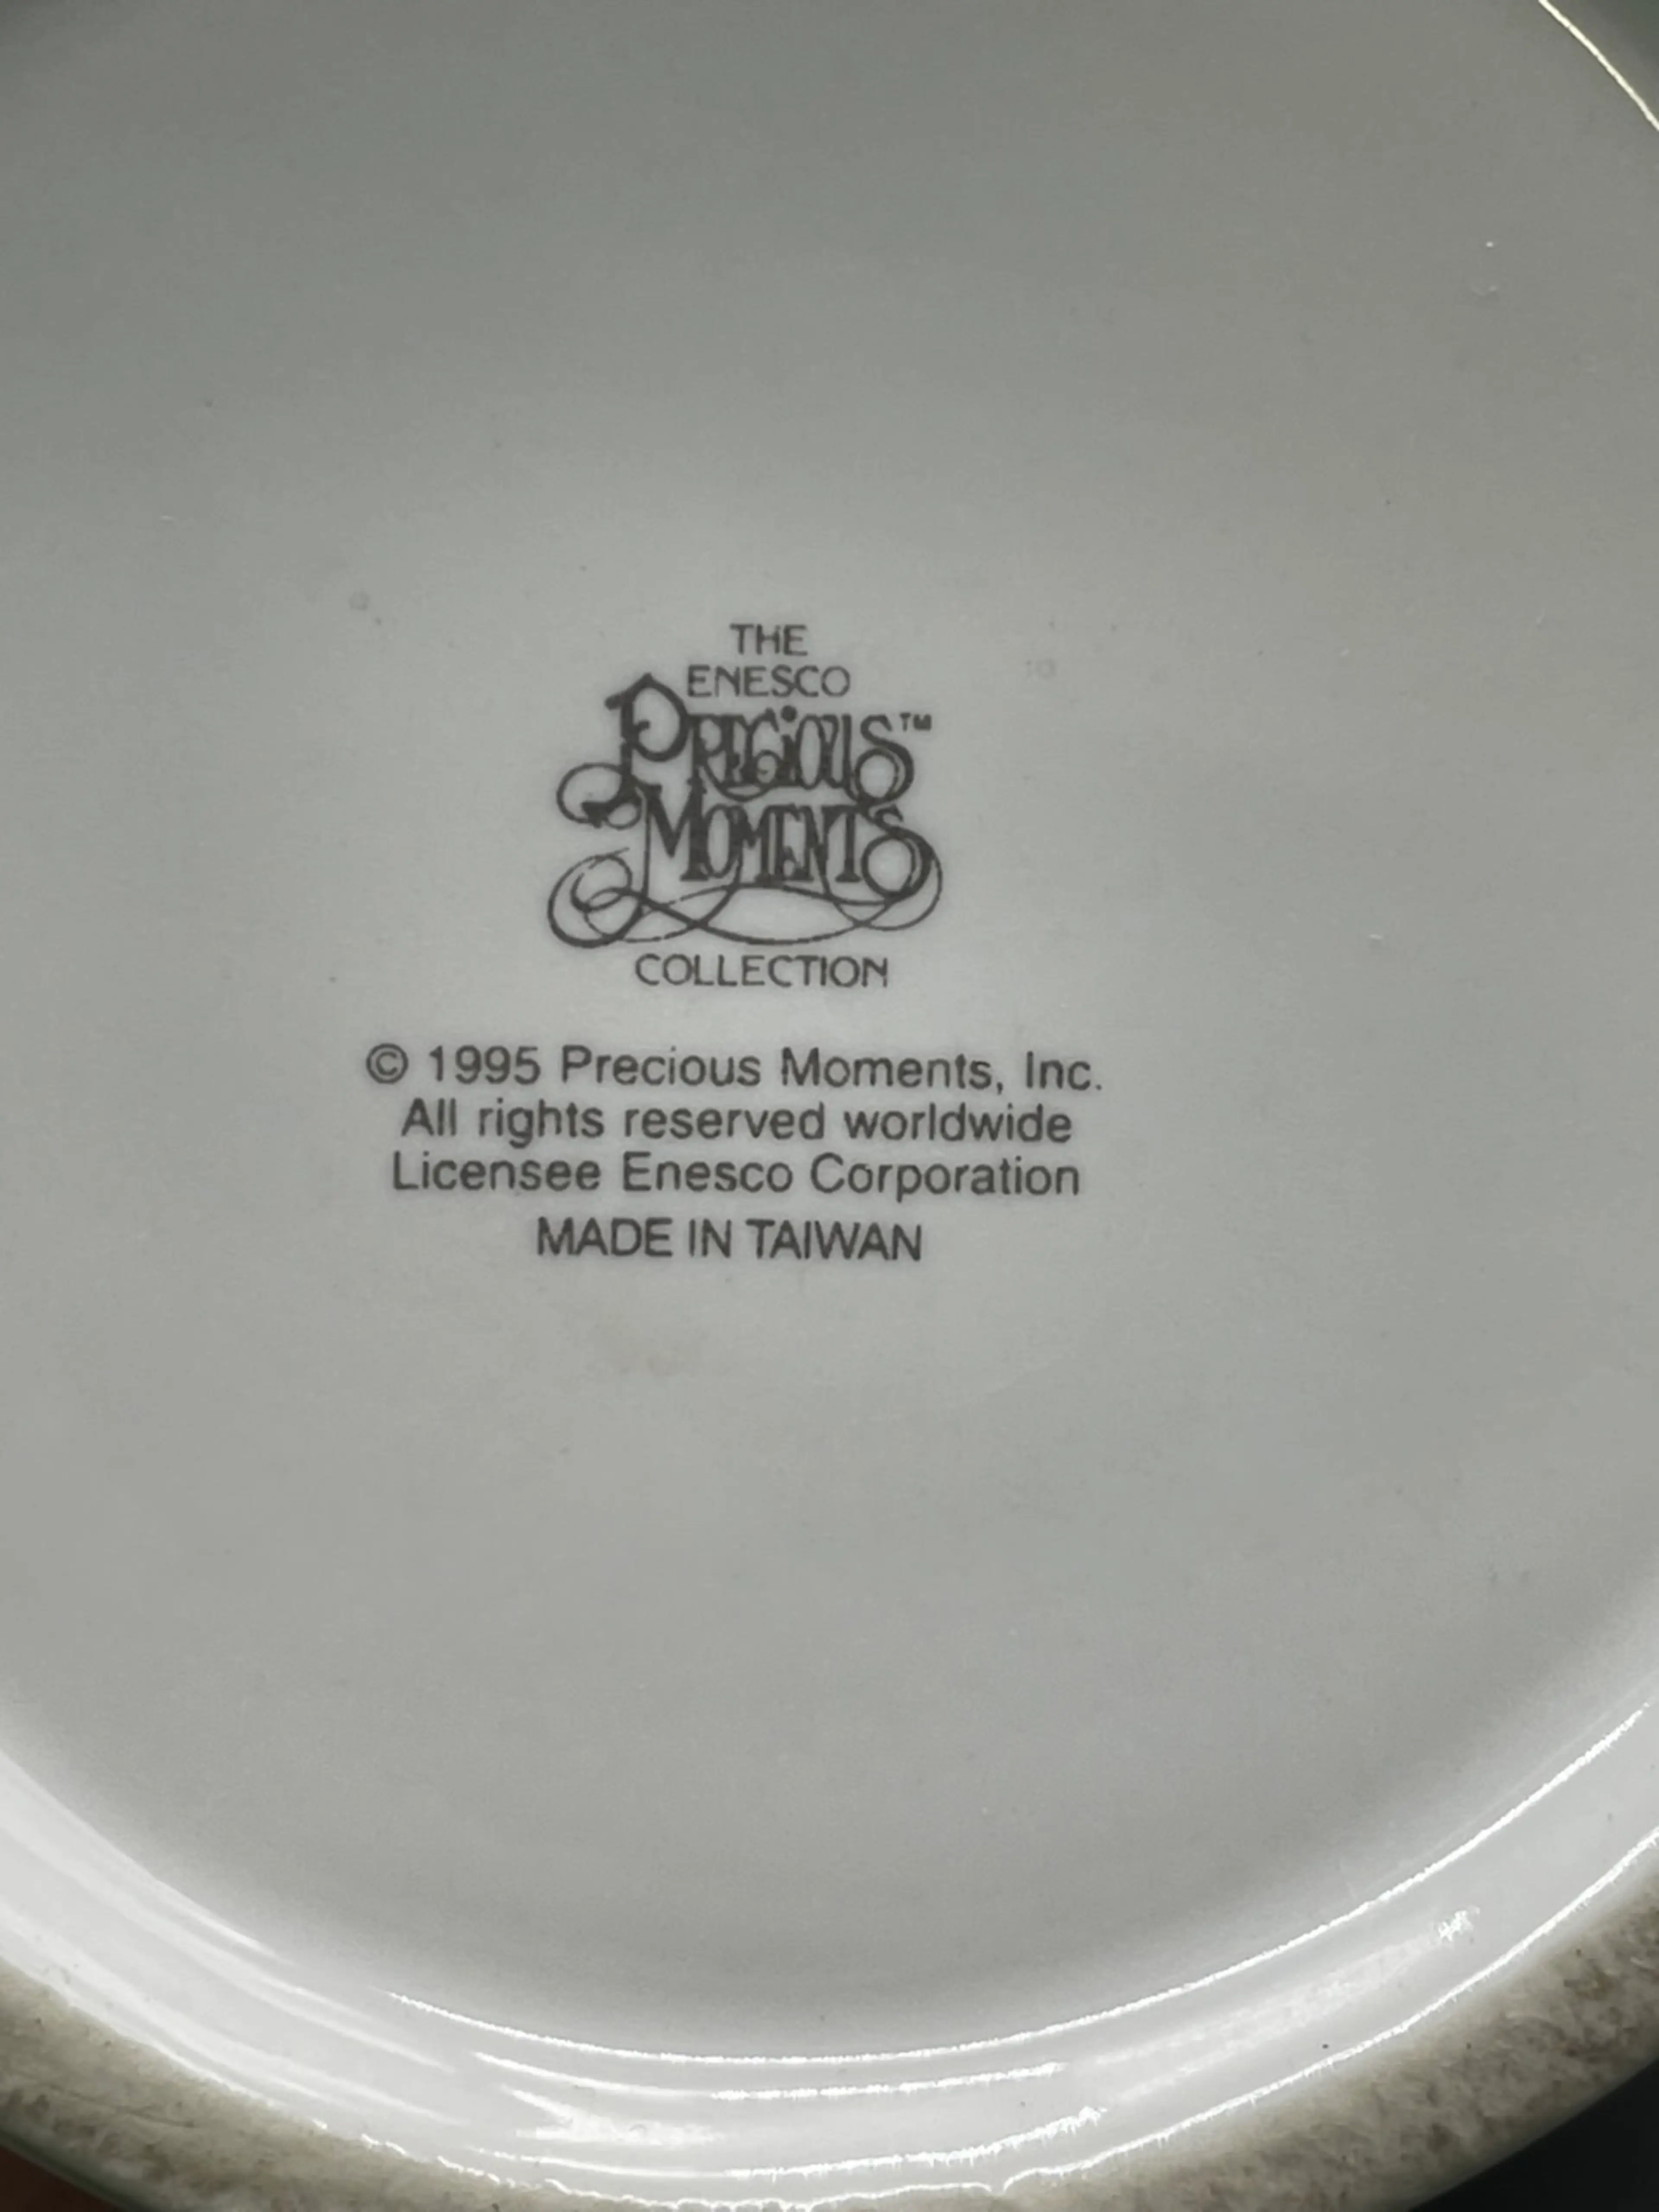 THE
ENESCO
PRECIOUS™
MOMENTS
COLLECTION
© 1995 Precious Moments, Inc.
All rights reserved worldwide
Licensee Enesco Corporation
MADE IN TAIWAN